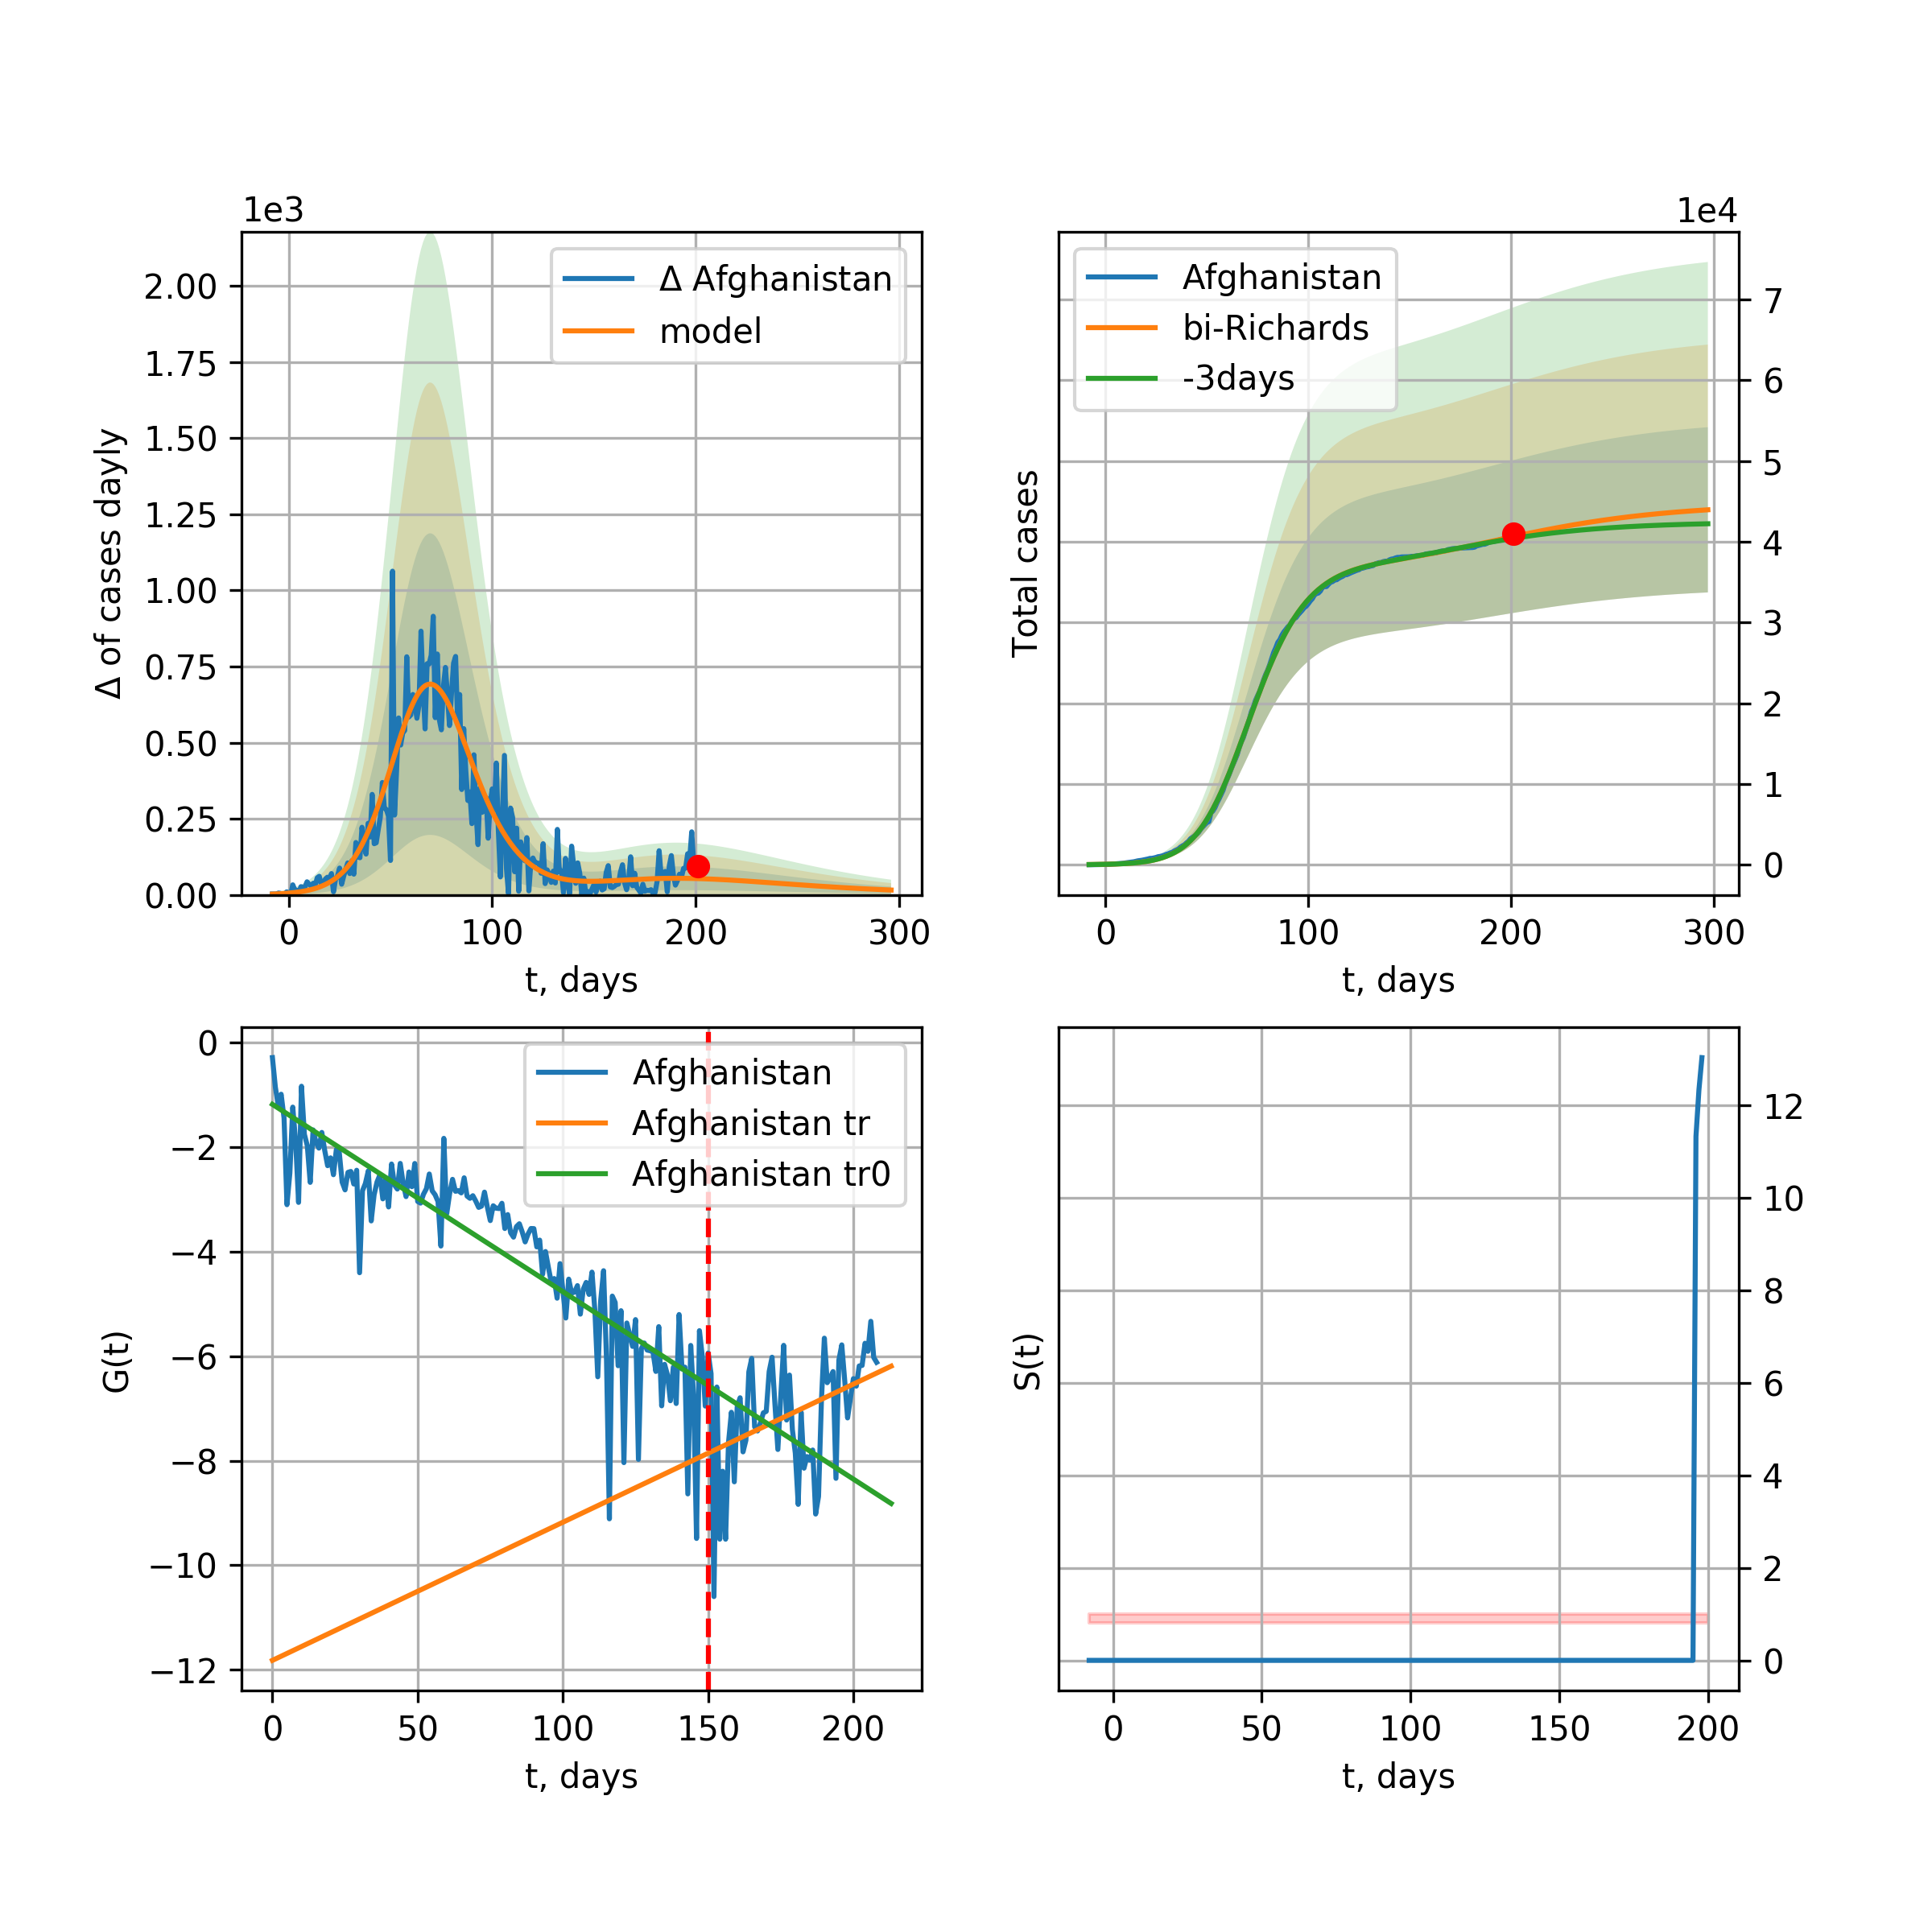 1e3
2.00
1.75
1.50
1.25
1.00
0.75
0.50
0.25
0.00
Δ of cases dayly
Δ Afghanistan
model
0 100 200 300
t, days
1e4
Afghanistan
bi-Richards
-3days
Total cases
7
6
5
4
3
2
1
0
0 100 200 300
t, days
0
−2
−4
−6
−8
−10
−12
G(t)
Afghanistan
Afghanistan tr
Afghanistan tr0
0 50 100 150 200
t, days
S(t)
12
10
8
6
4
2
0
0 50 100 150 200
t, days